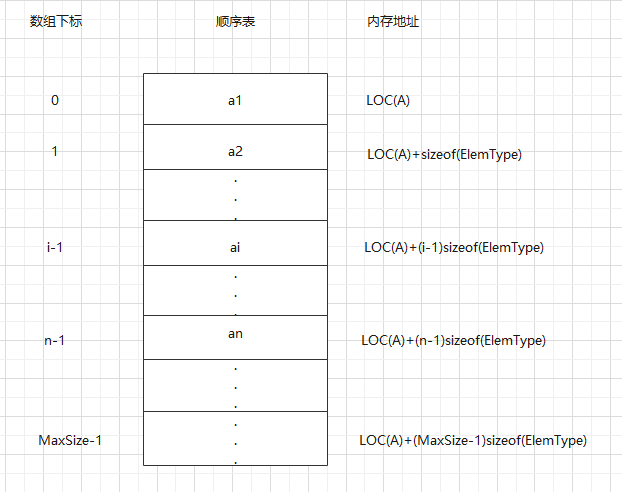 数组下标 顺序表 内存地址
0 a1 LOC(A)
1 a2 LOC(A)+sizeof(ElemType)
.
.
.
i-1 ai LOC(A)+(i-1)sizeof(ElemType)
.
.
.
n-1 an LOC(A)+(n-1)sizeof(ElemType)
.
.
.
MaxSize-1 . LOC(A)+(MaxSize-1)sizeof(ElemType)
.
.